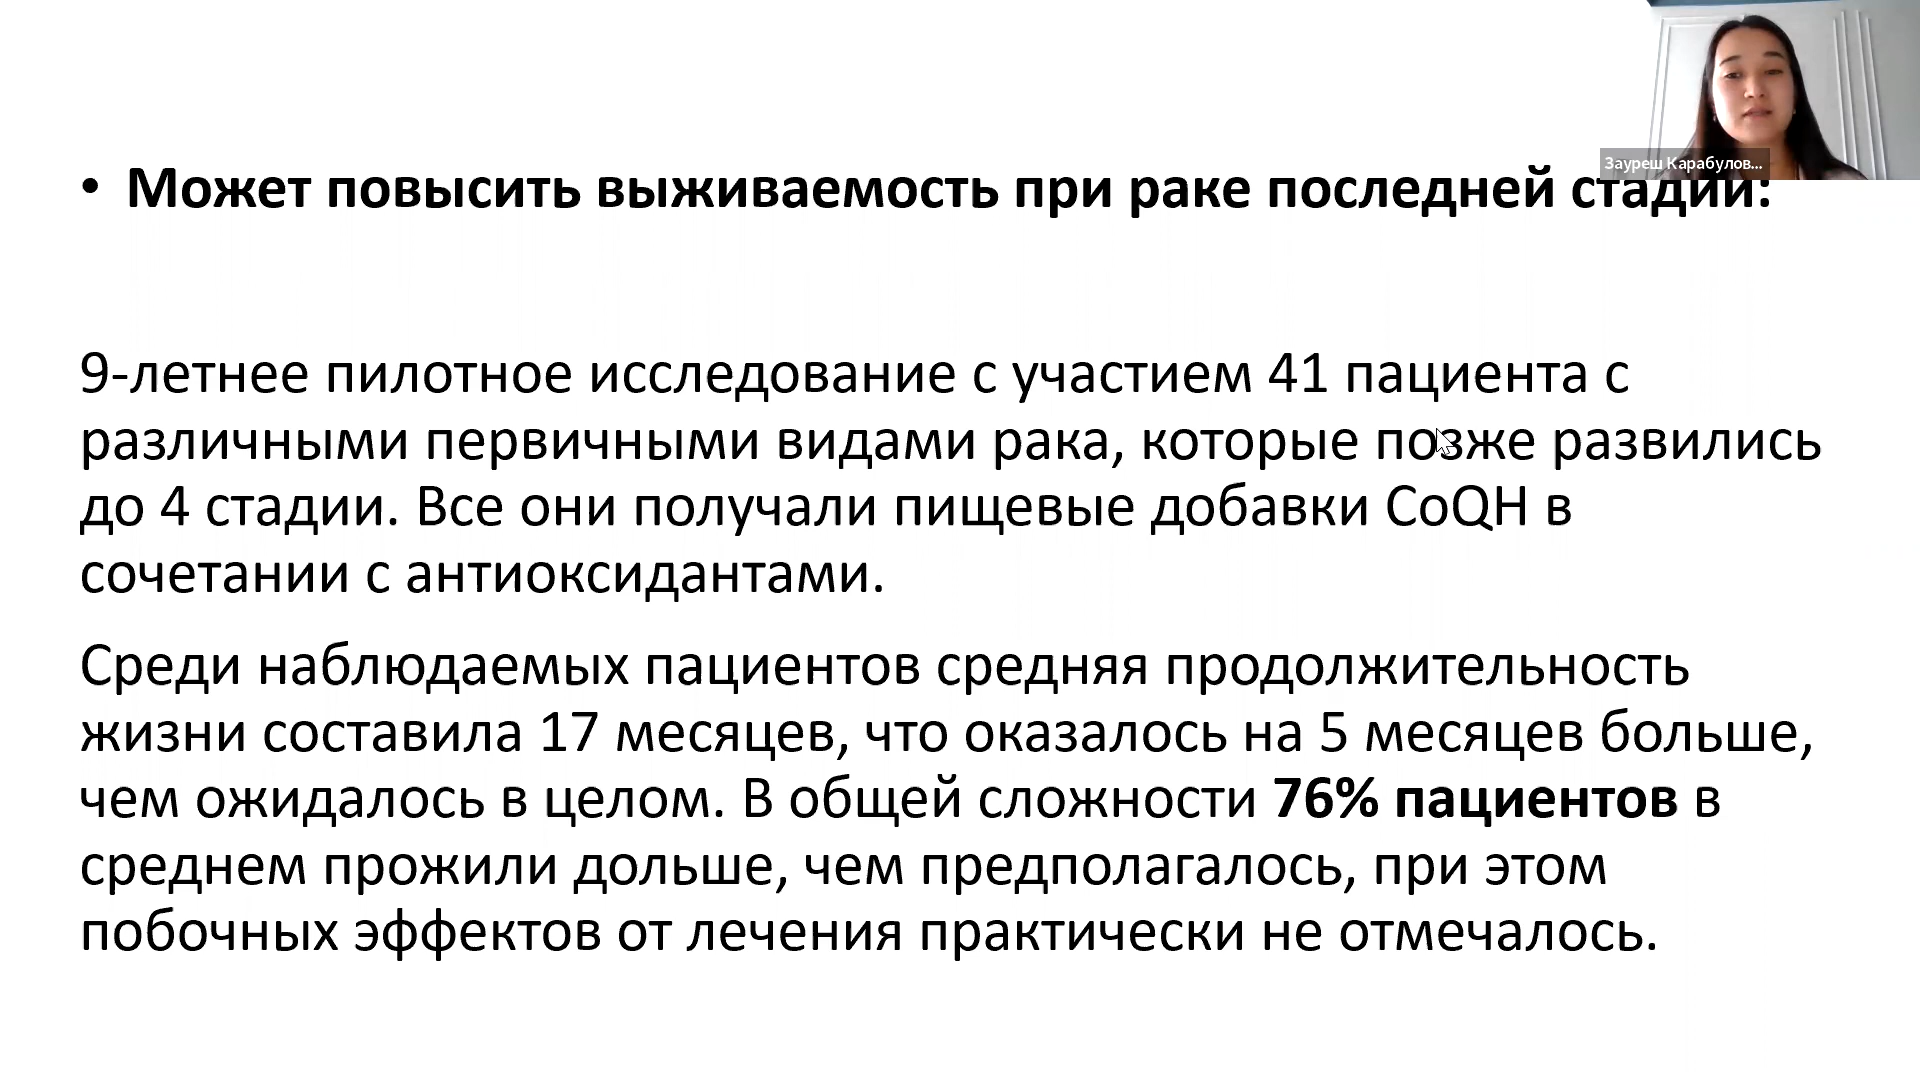 Зауреш Карабулов...
• Может повысить выживаемость при раке последней стадии:
9-летнее пилотное исследование с участием 41 пациента с
различными первичными видами рака, которые позже развились
до 4 стадии. Все они получали пищевые добавки CoQH в
сочетании с антиоксидантами.
Среди наблюдаемых пациентов средняя продолжительность
жизни составила 17 месяцев, что оказалось на 5 месяцев больше,
чем ожидалось в целом. В общей сложности 76% пациентов в
среднем прожили дольше, чем предполагалось, при этом
побочных эффектов от лечения практически не отмечалось.